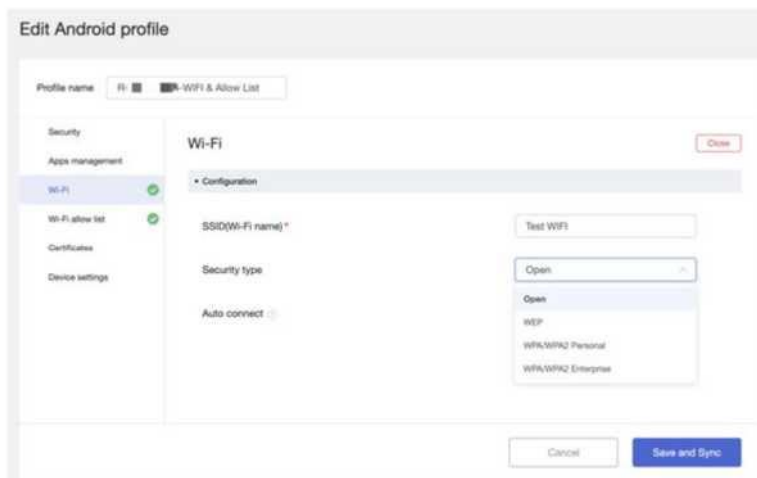 Edit Android profile
Profile name
R- -WIFI & Allow List
Security
Apps management
Wi-Fi
Wi-Fi allow list
Certificates
Device settings
Wi-Fi
Close
Configuration
SSID(Wi-Fi name)*
Test WIFI
Security type
Open
Auto connect
Open
WEP
WPA/WPA2 Personal
WPA/WPA2 Enterprise
Cancel
Save and Sync